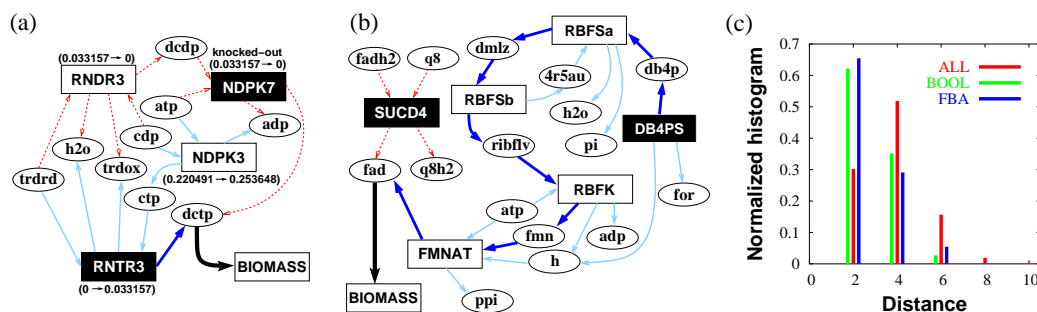 (a)
(0.033157→0)
dcdp
knocked-out
(0.033157→0)
RNDR3
NDPK7
atp
adp
cdp
h2o
NDPK3
trdox
trdrd
(0.220491→0.253648)
ctp
dctp
RNTR3
BIOMASS
(0→0.033157)
(b)
fadh2
q8
dmlz
RBFSa
db4p
4r5au
RBFSb
SUCD4
h2o
DB4PS
pi
ribflv
fad
q8h2
RBFK
for
atp
fmn
adp
FMNAT
h
BIOMASS
ppi
(c)
Normalized histogram
0.7
0.6
0.5
0.4
0.3
0.2
0.1
0
ALL
BOOL
FBA
0 2 4 6 8 10
Distance